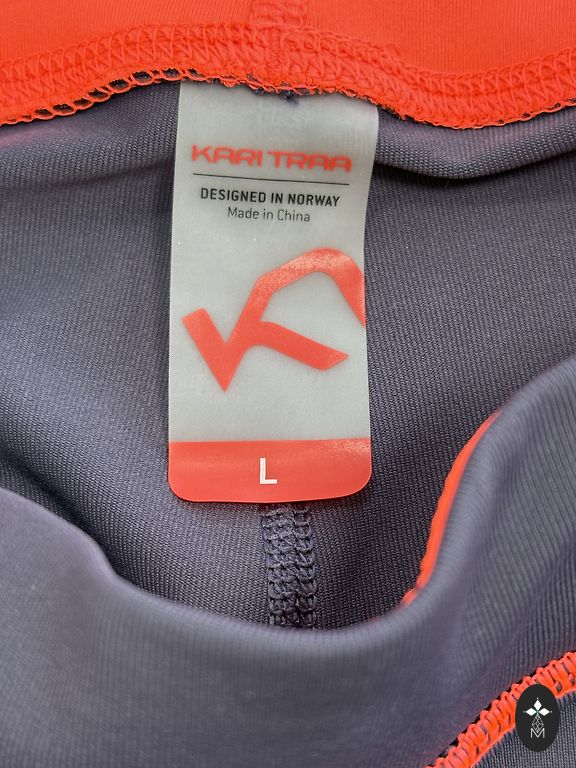 KARI TRAA
DESIGNED IN NORWAY
Made in China
L
M